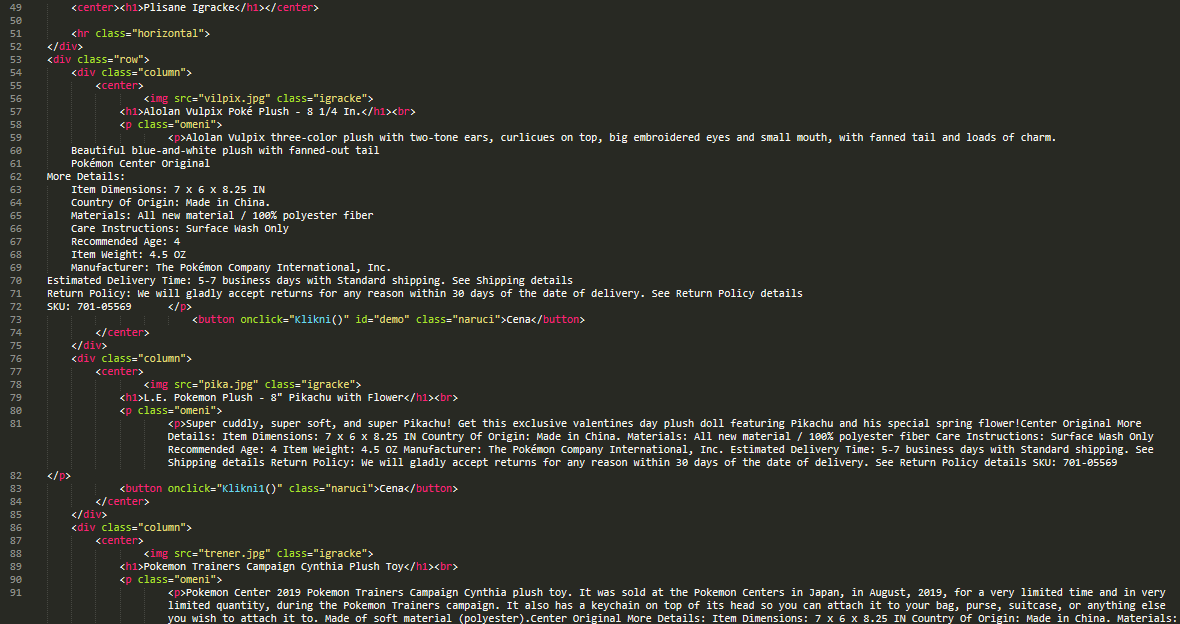 49 <center><h1>Plisane Igracke</h1></center>
50
51 <hr class="horizontal">
52 </div>
53 <div class="row">
54 <div class="column">
55 <center>
56 <img src="vilpix.jpg" class="igracke">
57 <h1>Alolan Vulpix Poké Plush - 8 1/4 In.</h1><br>
58 <p class="omeni">
59 <p>Alolan Vulpix three-color plush with two-tone ears, curlicues on top, big embroidered eyes and small mouth, with fanned tail and loads of charm.
60 Beautiful blue-and-white plush with fanned-out tail
61 Pokémon Center Original
62 More Details:
63 Item Dimensions: 7 x 6 x 8.25 IN
64 Country Of Origin: Made in China.
65 Materials: All new material / 100% polyester fiber
66 Care Instructions: Surface Wash Only
67 Recommended Age: 4
68 Item Weight: 4.5 OZ
69 Manufacturer: The Pokémon Company International, Inc.
70 Estimated Delivery Time: 5-7 business days with Standard shipping. See Shipping details
71 Return Policy: We will gladly accept returns for any reason within 30 days of the date of delivery. See Return Policy details
72 SKU: 701-05569 </p>
73 <button onclick="Klikni()" id="demo" class="naruci">Cena</button>
74 </center>
75 </div>
76 <div class="column">
77 <center>
78 <img src="pika.jpg" class="igracke">
79 <h1>L.E. Pokemon Plush - 8" Pikachu with Flower</h1><br>
80 <p class="omeni">
81 <p>Super cuddly, super soft, and super Pikachu! Get this exclusive valentines day plush doll featuring Pikachu and his special spring flower!Center Original More
Details: Item Dimensions: 7 x 6 x 8.25 IN Country Of Origin: Made in China. Materials: All new material / 100% polyester fiber Care Instructions: Surface Wash Only
Recommended Age: 4 Item Weight: 4.5 OZ Manufacturer: The Pokémon Company International, Inc. Estimated Delivery Time: 5-7 business days with Standard shipping. See
Shipping details Return Policy: We will gladly accept returns for any reason within 30 days of the date of delivery. See Return Policy details SKU: 701-05569
82 </p>
83 <button onclick="Klikni1()" class="naruci">Cena</button>
84 </center>
85 </div>
86 <div class="column">
87 <center>
88 <img src="trener.jpg" class="igracke">
89 <h1>Pokemon Trainers Campaign Cynthia Plush Toy</h1><br>
90 <p class="omeni">
91 <p>Pokemon Center 2019 Pokemon Trainers Campaign Cynthia plush toy. It was sold at the Pokemon Centers in Japan, in August, 2019, for a very limited time and in very
limited quantity, during the Pokemon Trainers campaign. It also has a keychain on top of its head so you can attach it to your bag, purse, suitcase, or anything else
you wish to attach it to. Made of soft material (polyester).Center Original More Details: Item Dimensions: 7 x 6 x 8.25 IN Country Of Origin: Made in China. Materials: